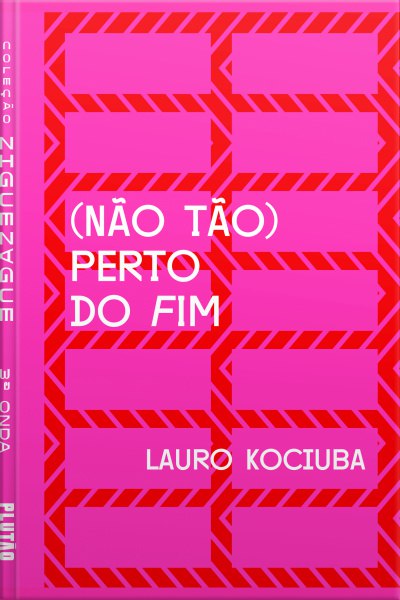 (NÃO TÃO)
PERTO
DO FIM
LAURO KOCIUBA
COLEÇÃO
ZIGUEZAGUE
3ª ONDA
PLUTÃO